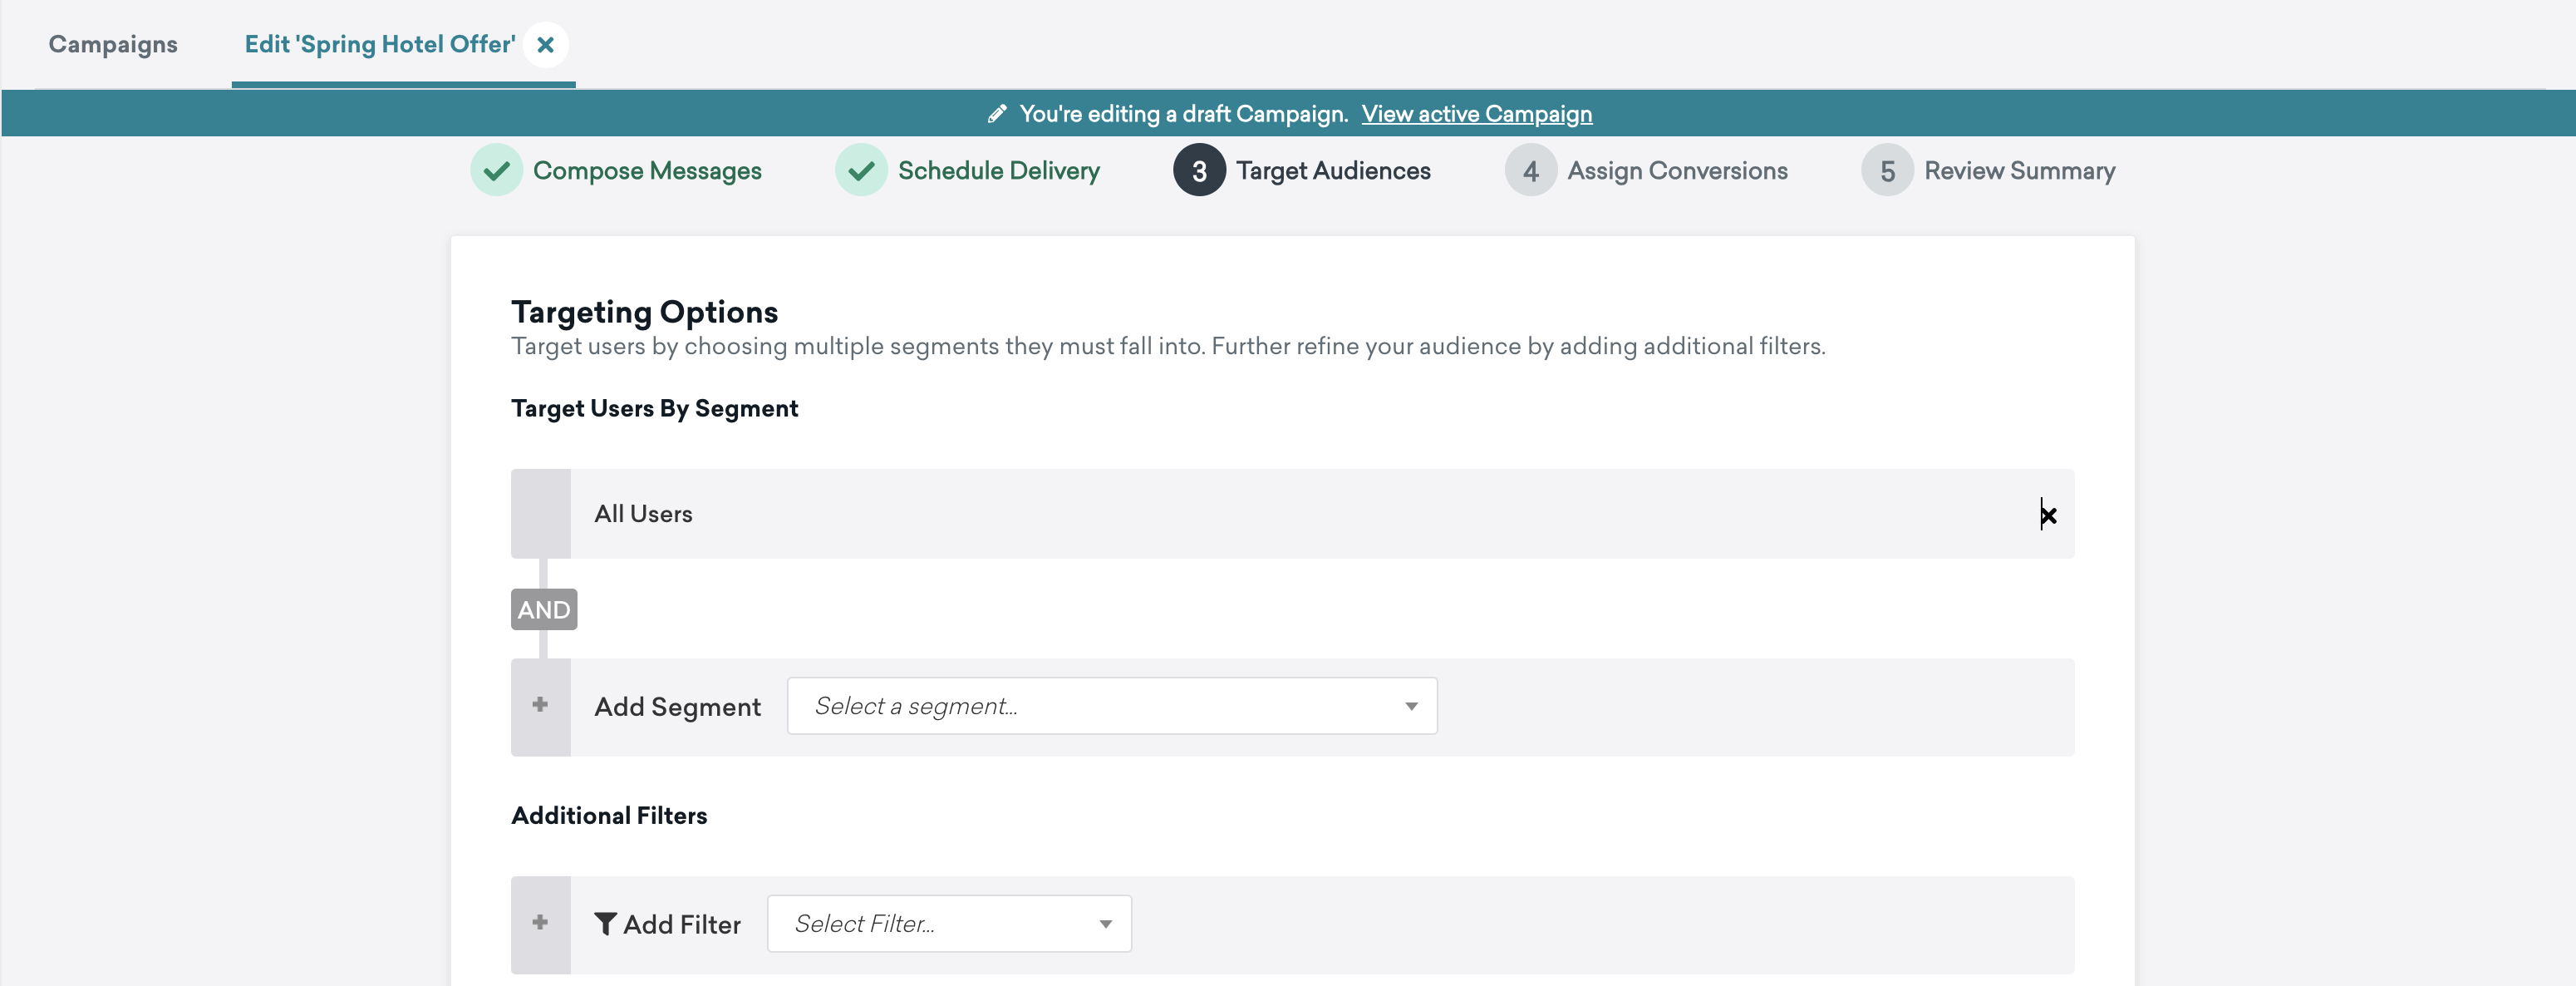 Campaigns
Edit 'Spring Hotel Offer'
You're editing a draft Campaign. View active Campaign
Compose Messages
Schedule Delivery
3 Target Audiences
4 Assign Conversions
5 Review Summary
Targeting Options
Target users by choosing multiple segments they must fall into. Further refine your audience by adding additional filters.
Target Users By Segment
All Users
AND
Add Segment Select a segment...
Additional Filters
Add Filter Select Filter...